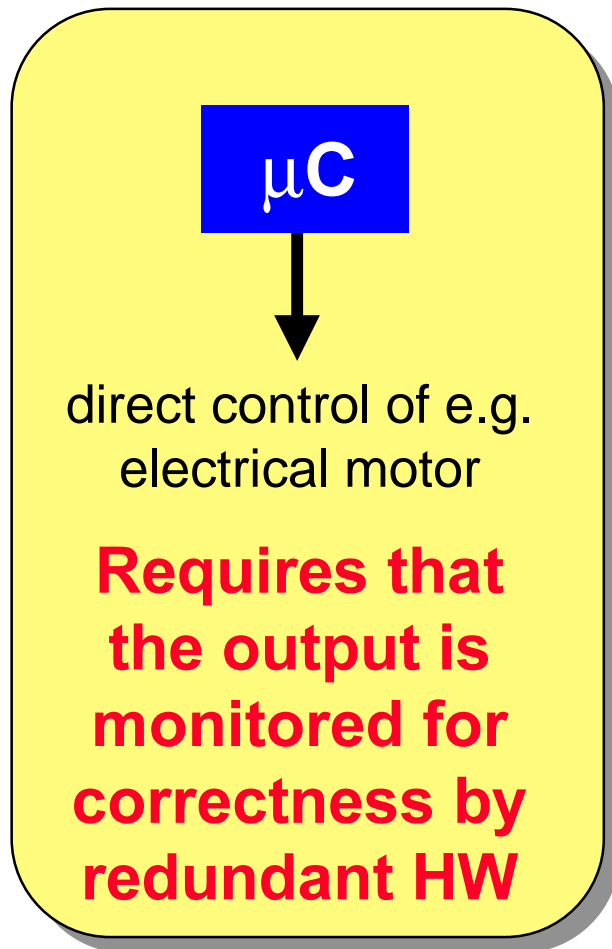 μC
direct control of e.g.
electrical motor
Requires that
the output is
monitored for
correctness by
redundant HW